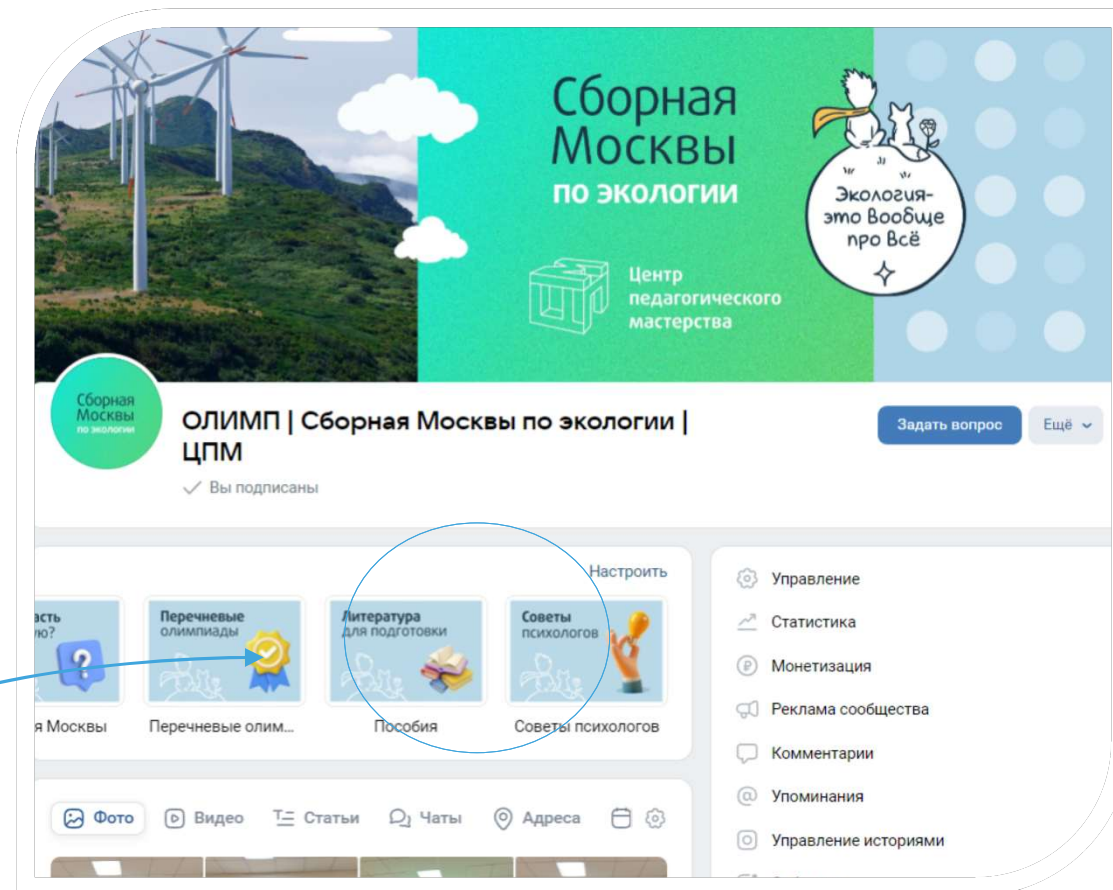 Сборная
Москвы
по экологии
Экология-
это вообще
про всё
Центр
педагогического
мастерства
Сборная
Москвы
по экологии
ОЛИМП | Сборная Москвы по экологии |
ЦПМ
Вы подписаны
Задать вопрос
Ещё
Настроить
асть
ую?
Перечневые
олимпиады
Литература
для подготовки
Советы
психологов
я Москвы
Перечневые олим...
Пособия
Советы психологов
Фото
Видео
Статьи
Чаты
Адреса
Управление
Статистика
Монетизация
Реклама сообщества
Комментарии
Упоминания
Управление историями